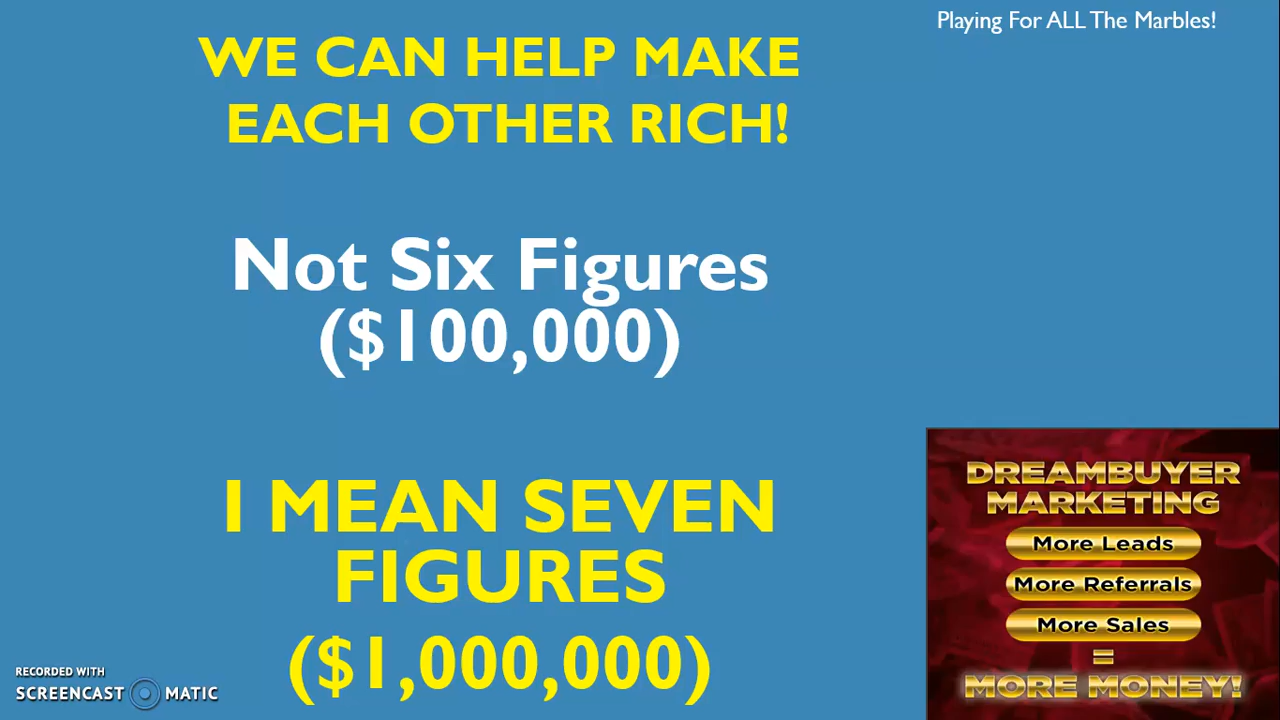 Playing For ALL The Marbles!
WE CAN HELP MAKE
EACH OTHER RICH!
Not Six Figures
($100,000)
I MEAN SEVEN
FIGURES
($1,000,000)
DREAMBUYER
MARKETING
More Leads
More Referrals
More Sales
=
MORE MONEY!
RECORDED WITH
SCREENCAST MATIC